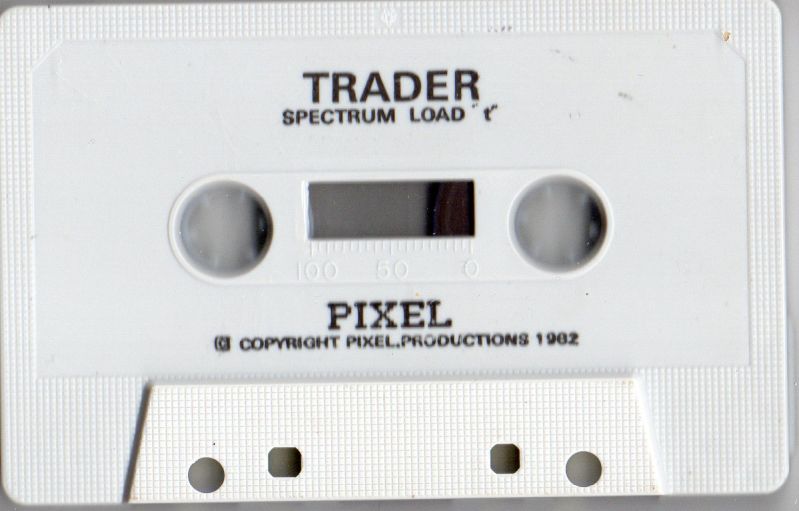 TRADER
SPECTRUM LOAD "t"
100 50 0
PIXEL
© COPYRIGHT PIXEL.PRODUCTIONS 1982